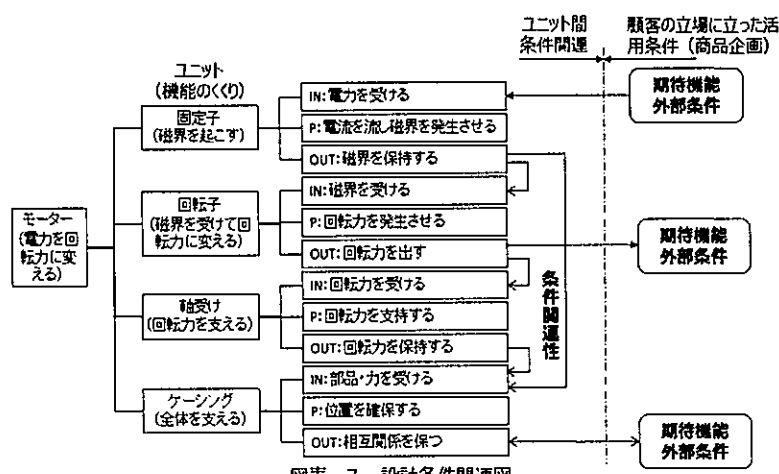 ユニット間
条件関連
顧客の立場に立った活
用条件（商品企画）
ユニット
(機能のくくり)
期待機能
外部条件
固定子
(磁界を起こす)
IN:電力を受ける
P:電流を流し磁界を発生させる
OUT:磁界を保持する
モーター
(電力を回
転力に変
える)
回転子
(磁界を受けて回
転力に変える)
IN:磁界を受ける
P:回転力を発生させる
OUT:回転力を出す
期待機能
外部条件
軸受け
(回転力を支える)
IN:回転力を受ける
P:回転力を支持する
OUT:回転力を保持する
条件関連性
ケーシング
(全体を支える)
IN:部品・力を受ける
P:位置を確保する
OUT:相互関係を保つ
期待機能
外部条件
設計条件関連図